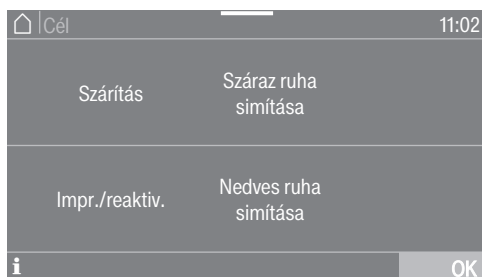 Cél
11:02
Szárítás
Száraz ruha
simítása
Impr./reaktiv.
Nedves ruha
simítása
i
OK